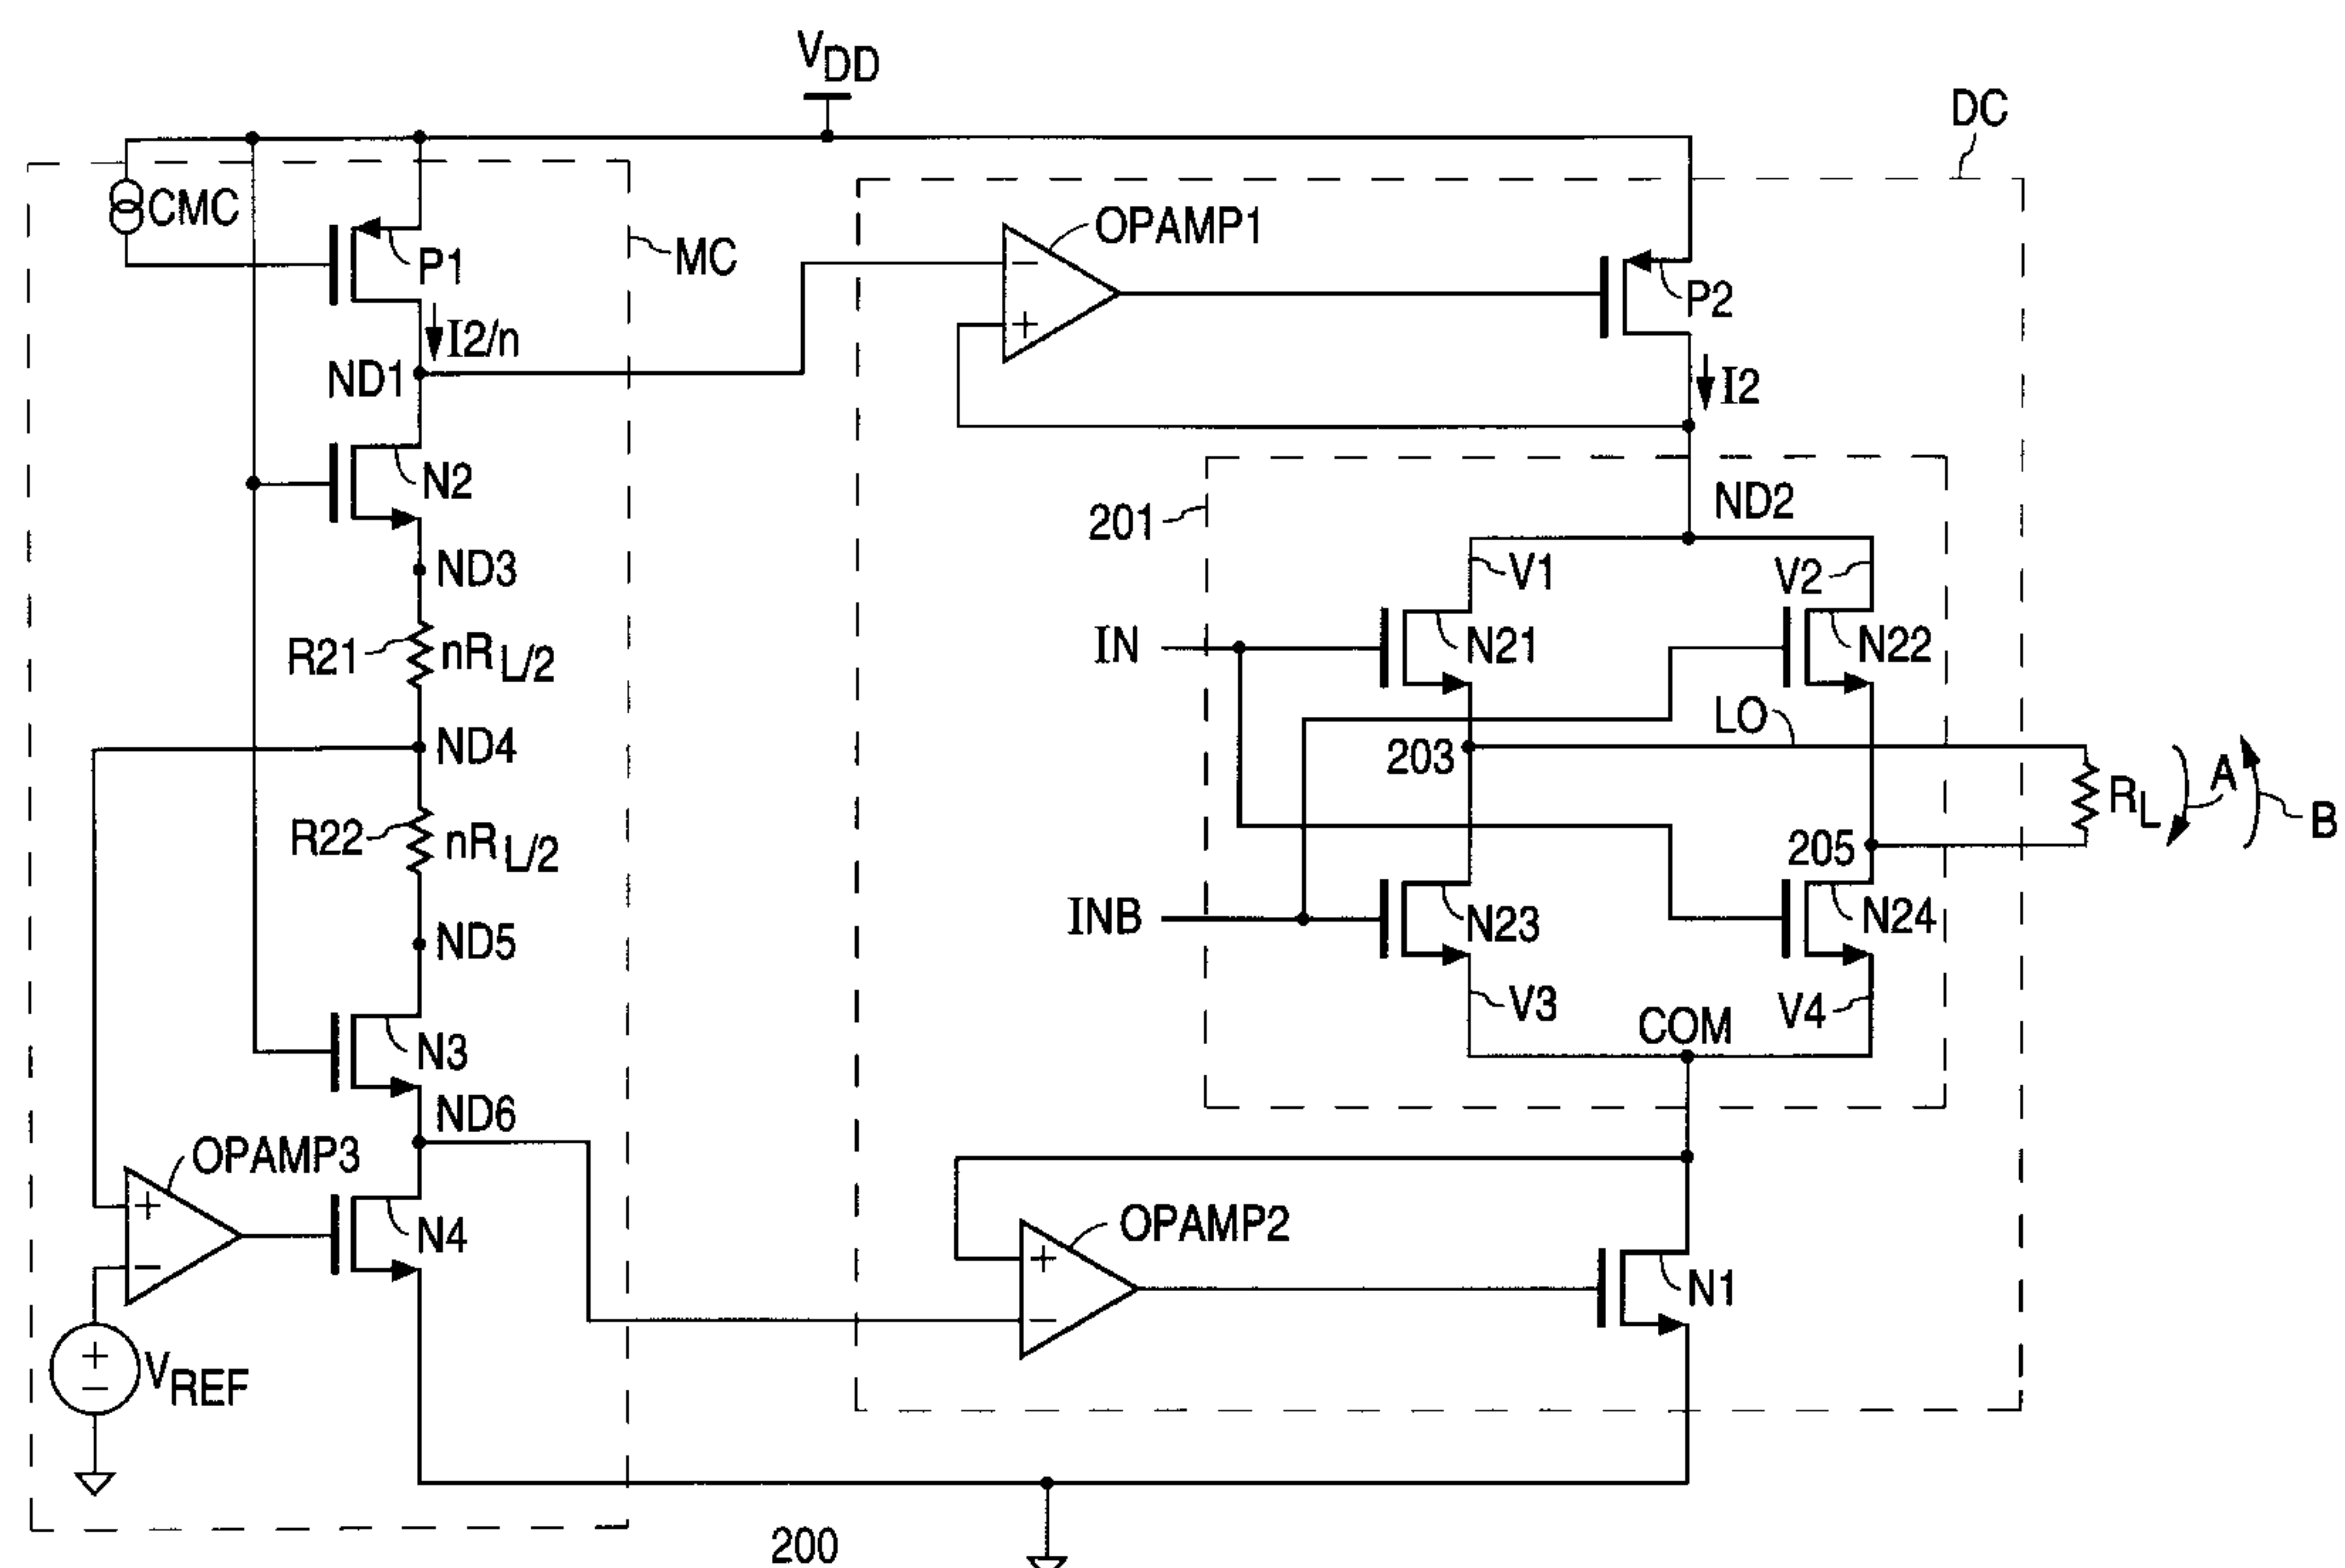 VDD
DC
CMC
P1
MC
OPAMP1
−
+
P2
I2/n
ND1
I2
N2
201
ND2
ND3
V1
V2
IN
N21
N22
R21
nRL/2
LO
ND4
203
RL
A
B
R22
nRL/2
205
INB
N23
N24
ND5
V3
COM
V4
N3
ND6
OPAMP3
+
−
N4
OPAMP2
+
−
N1
+
−
VREF
200